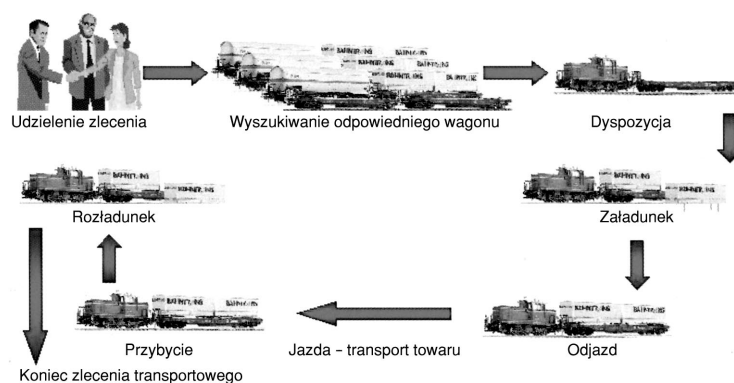 Udzielenie zlecenia
Wyszukiwanie odpowiedniego wagonu
Dyspozycja
Rozładunek
Załadunek
Przybycie
Jazda – transport towaru
Odjazd
Koniec zlecenia transportowego